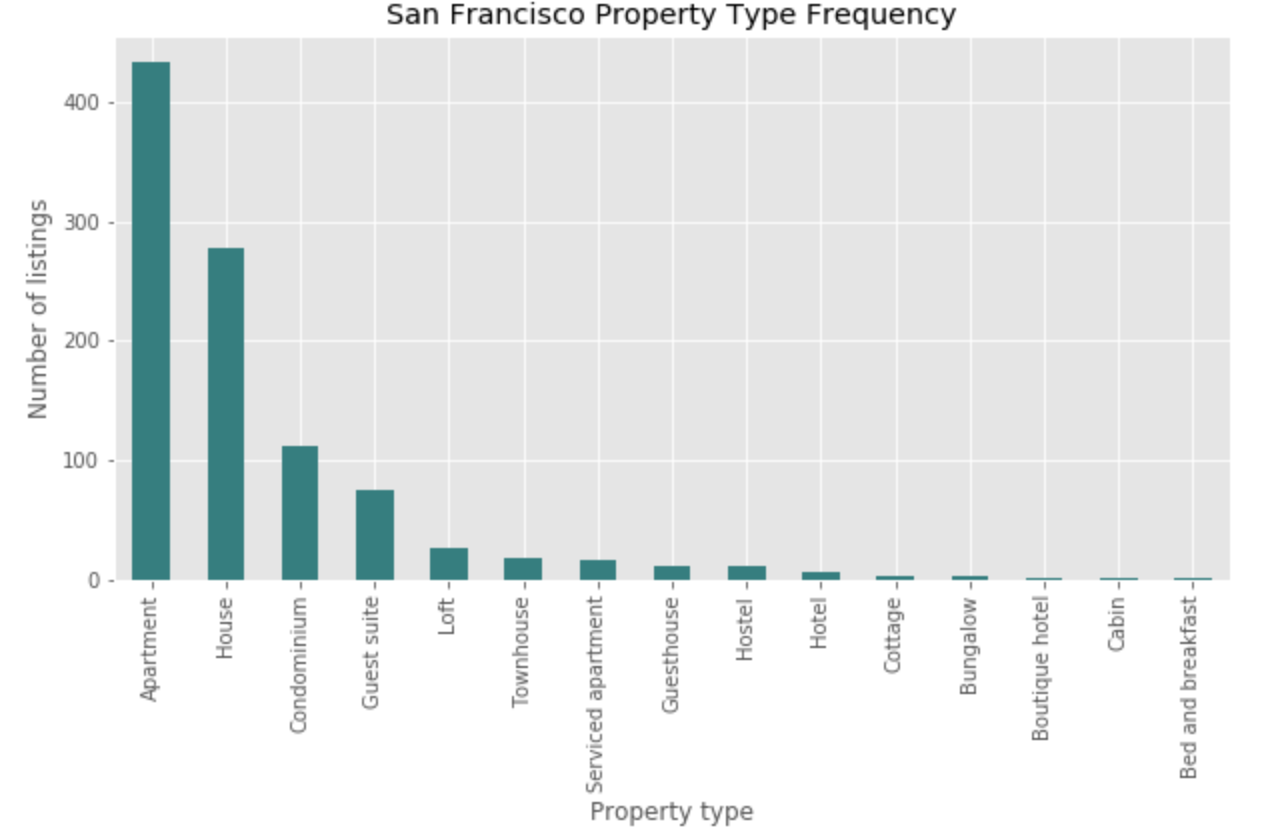 San Francisco Property Type Frequency
Number of listings
400
300
200
100
0
Apartment
House
Condominium
Guest suite
Loft
Townhouse
Serviced apartment
Guesthouse
Hostel
Hotel
Cottage
Bungalow
Boutique hotel
Cabin
Bed and breakfast
Property type